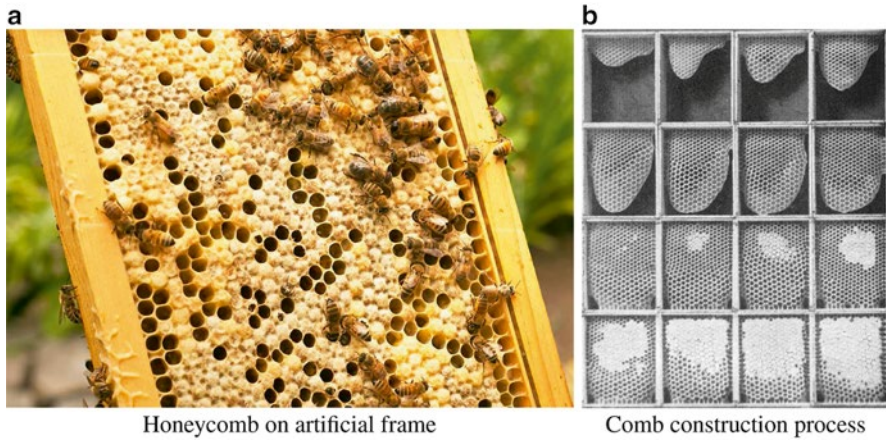 a
b
Honeycomb on artificial frame
Comb construction process